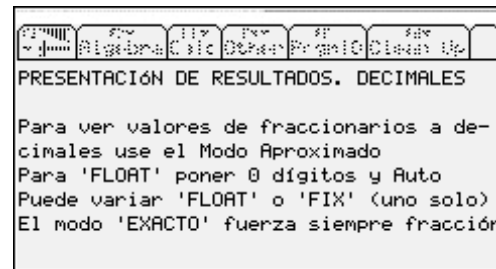 Algebra Calc Other PrgmIO Clean Up
PRESENTACIóN DE RESULTADOS. DECIMALES
Para ver valores de fraccionarios a de-
cimales use el Modo Aproximado
Para 'FLOAT' poner 0 dígitos y Auto
Puede variar 'FLOAT' o 'FIX' (uno solo)
El modo 'EXACTO' fuerza siempre fracción